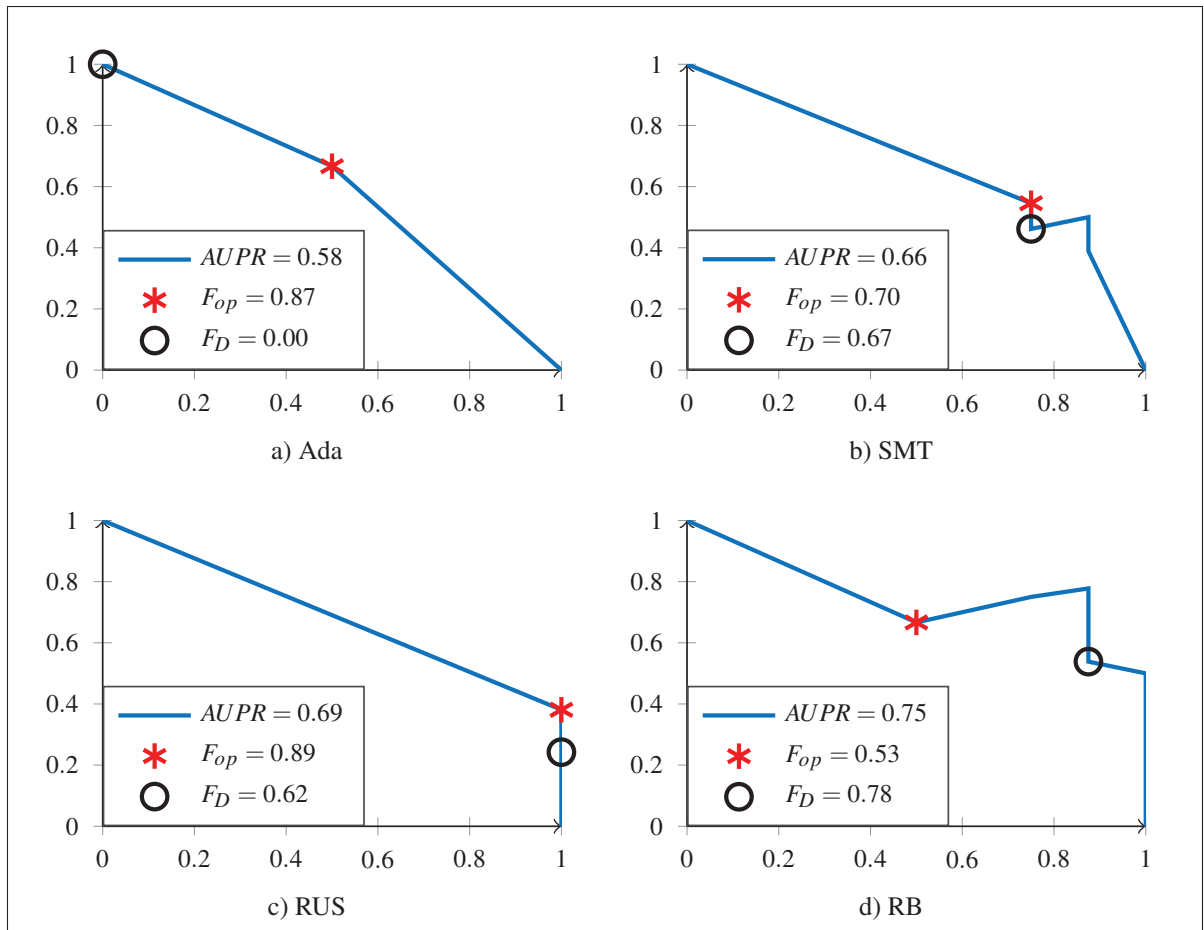 1
0.8
0.6
0.4
0.2
0
0 0.2 0.4 0.6 0.8 1
AUPR = 0.58
F_op = 0.87
F_D = 0.00
a) Ada
1
0.8
0.6
0.4
0.2
0
0 0.2 0.4 0.6 0.8 1
AUPR = 0.66
F_op = 0.70
F_D = 0.67
b) SMT
1
0.8
0.6
0.4
0.2
0
0 0.2 0.4 0.6 0.8 1
AUPR = 0.69
F_op = 0.89
F_D = 0.62
c) RUS
1
0.8
0.6
0.4
0.2
0
0 0.2 0.4 0.6 0.8 1
AUPR = 0.75
F_op = 0.53
F_D = 0.78
d) RB